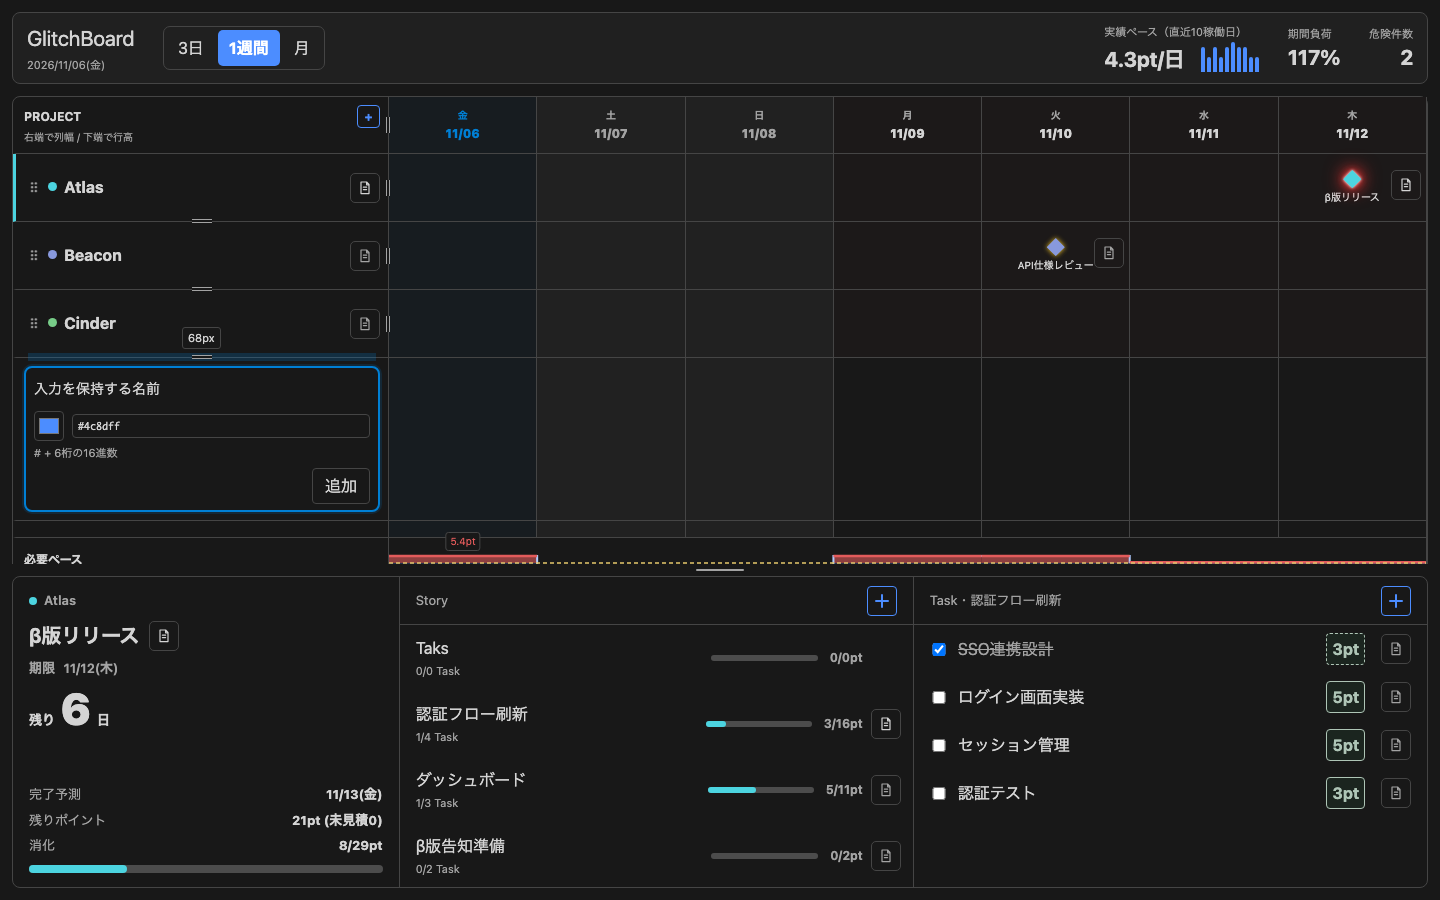 GlitchBoard
2026/11/06(金)
3日
1週間
月
実績ペース（直近10稼働日）
4.3pt/日
期間負荷
117%
危険件数
2
PROJECT
右端で列幅 / 下端で行高
+
金
11/06
土
11/07
日
11/08
月
11/09
火
11/10
水
11/11
木
11/12
Atlas
β版リリース
Beacon
API仕様レビュー
Cinder
68px
入力を保持する名前
#4c8dff
# + 6桁の16進数
追加
必要ペース
5.4pt
Atlas
β版リリース
期限 11/12(木)
残り 6 日
完了予測 11/13(金)
残りポイント 21pt (未見積0)
消化 8/29pt
Story
+
Taks
0/0 Task
0/0pt
認証フロー刷新
1/4 Task
3/16pt
ダッシュボード
1/3 Task
5/11pt
β版告知準備
0/2 Task
0/2pt
Task・認証フロー刷新
+
SSO連携設計 3pt
ログイン画面実装 5pt
セッション管理 5pt
認証テスト 3pt